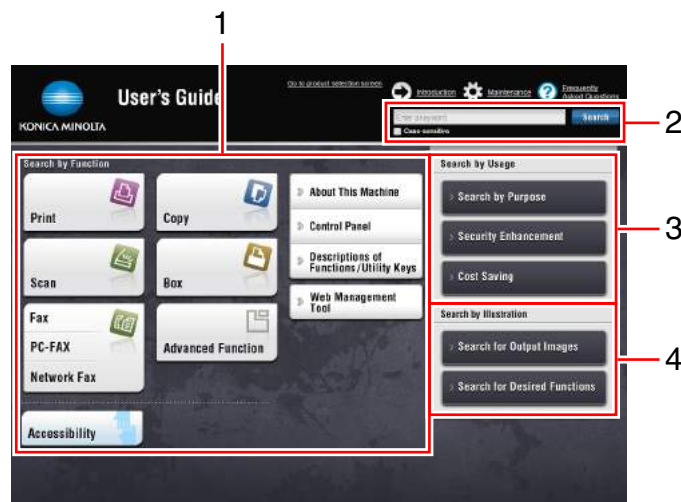 1
Go to product selection screen
Introduction
Maintenance
Frequently
Asked Questions
User's Guide
KONICA MINOLTA
Enter a keyword
Search
Case-sensitive
2
Search by Function
Print
Copy
Scan
Box
Fax
PC-FAX
Network Fax
Advanced Function
Accessibility
About This Machine
Control Panel
Descriptions of
Functions/Utility Keys
Web Management
Tool
Search by Usage
Search by Purpose
Security Enhancement
Cost Saving
3
Search by Illustration
Search for Output Images
Search for Desired Functions
4